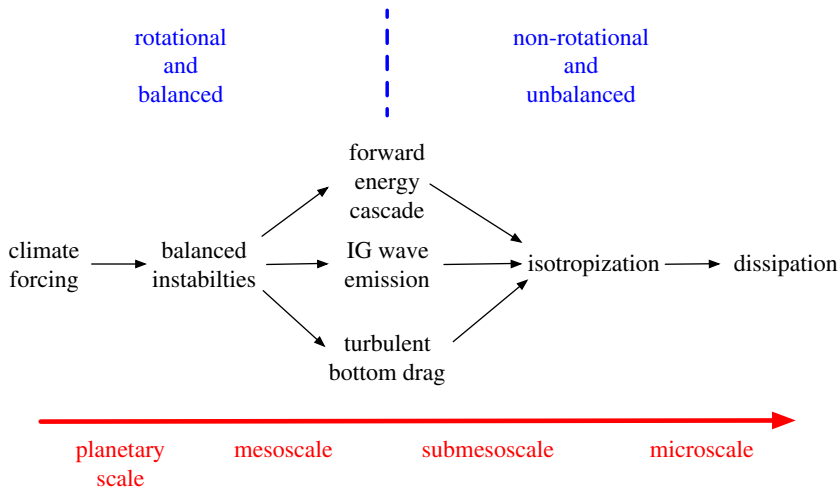 rotational
and
balanced
non-rotational
and
unbalanced
forward
energy
cascade
climate
forcing
balanced
instabilties
IG wave
emission
isotropization
dissipation
turbulent
bottom drag
planetary
scale
mesoscale
submesoscale
microscale